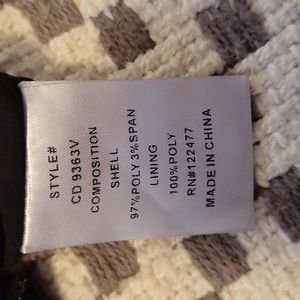 STYLE#
CD 9363V
COMPOSITION
SHELL
97%POLY 3%SPAN
LINING
100%POLY
RN#122477
MADE IN CHINA